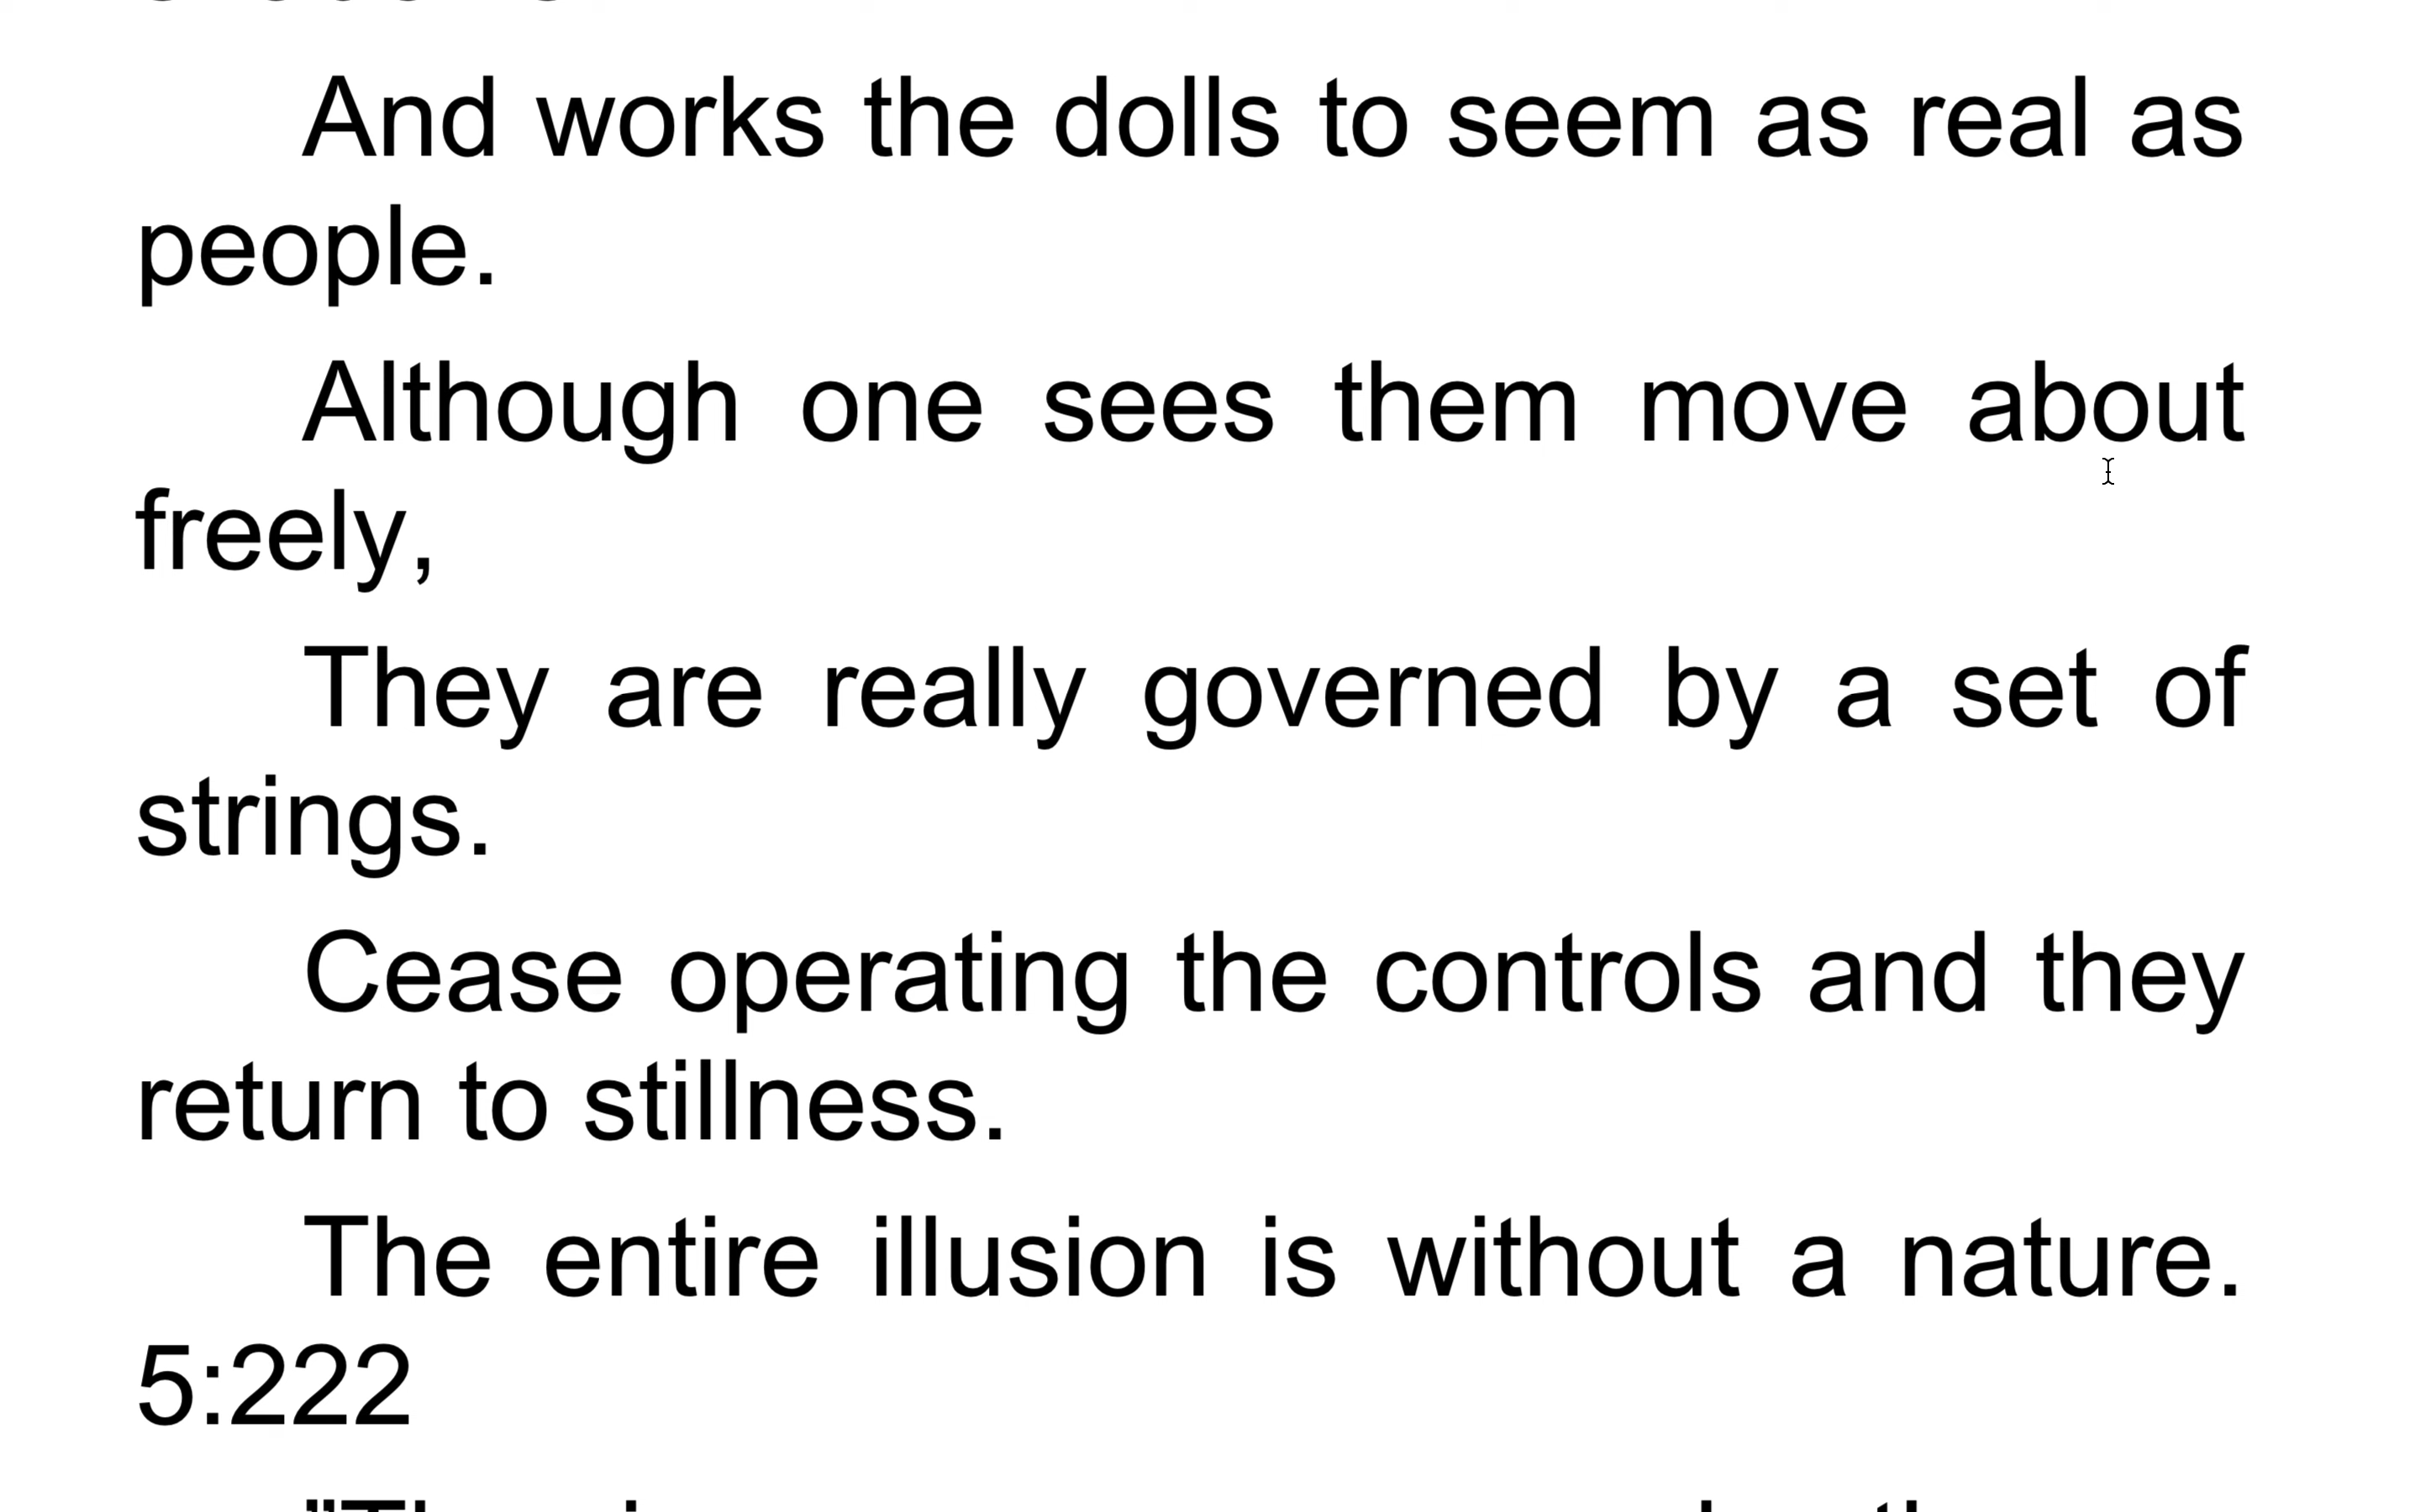 And works the dolls to seem as real as
people.
Although one sees them move about
freely,
They are really governed by a set of
strings.
Cease operating the controls and they
return to stillness.
The entire illusion is without a nature.
5:222